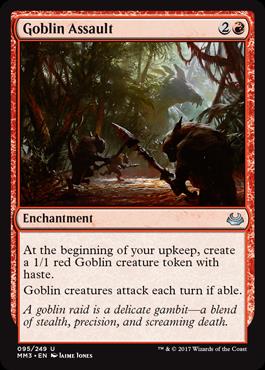 Goblin Assault 2
Enchantment
At the beginning of your upkeep, create
a 1/1 red Goblin creature token with
haste.
Goblin creatures attack each turn if able.
A goblin raid is a delicate gambit—a blend
of stealth, precision, and screaming death.
095/249 U
MM3 • EN Jaime Jones ™ & © 2017 Wizards of the Coast